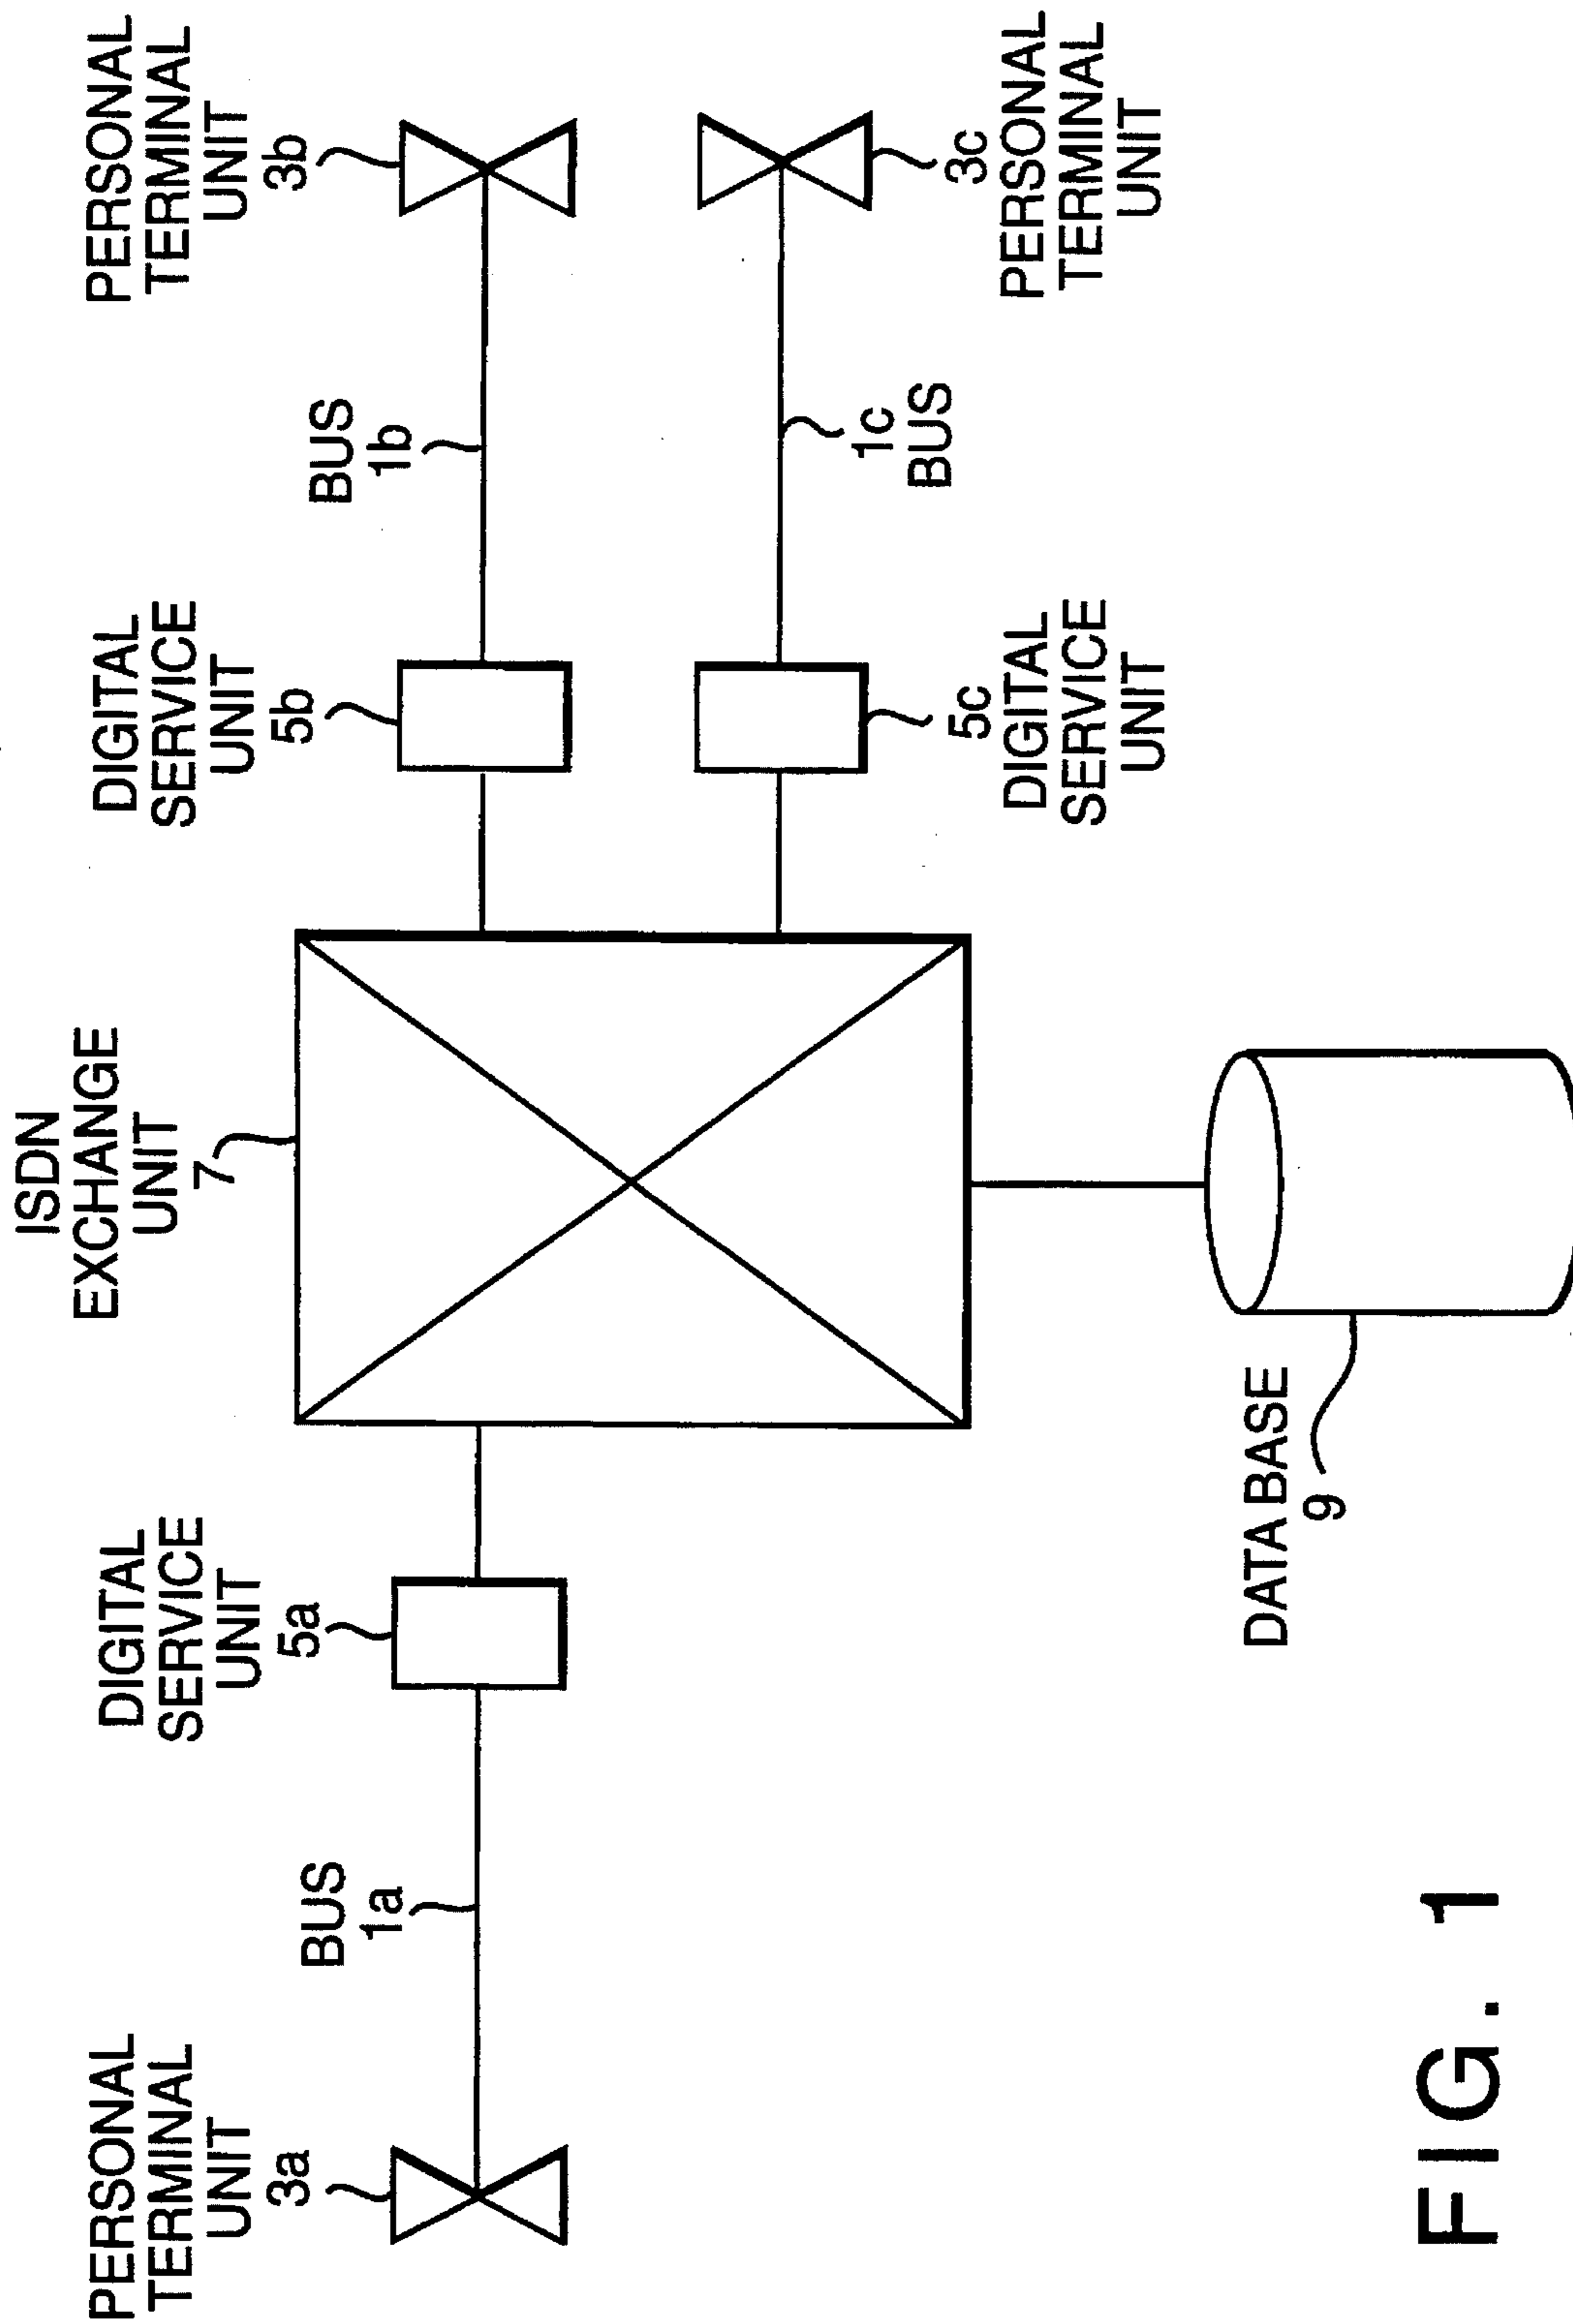 PERSONAL
TERMINAL
UNIT
3a
BUS
1a
DIGITAL
SERVICE
UNIT
5a
ISDN
EXCHANGE
UNIT
7
DIGITAL
SERVICE
UNIT
5b
BUS
1b
PERSONAL
TERMINAL
UNIT
3b
5c
DIGITAL
SERVICE
UNIT
1c
BUS
3c
PERSONAL
TERMINAL
UNIT
DATA BASE
9
FIG. 1